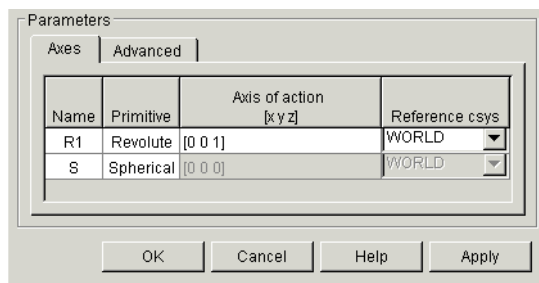 Parameters
Axes Advanced
Name Primitive Axis of action [x y z] Reference csys
R1 Revolute [0 0 1] WORLD
S Spherical [0 0 0] WORLD
OK Cancel Help Apply